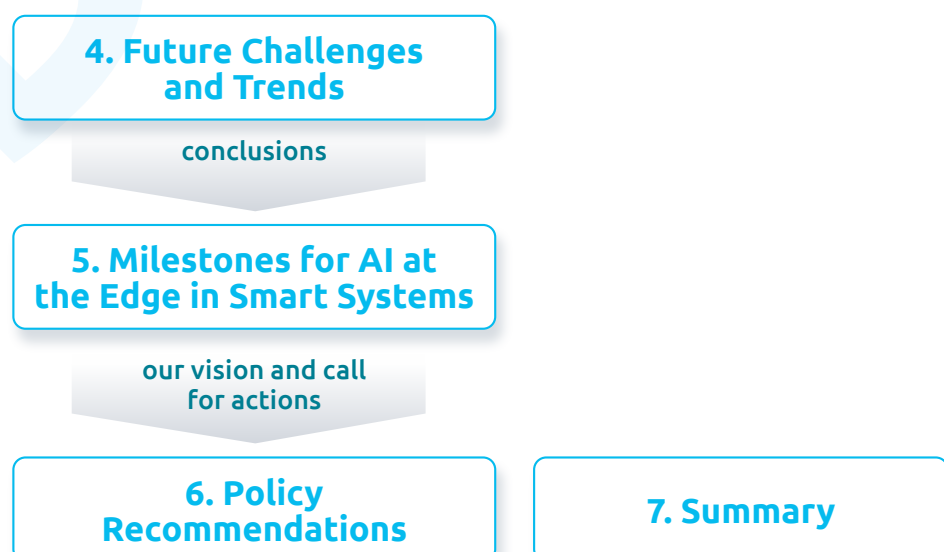 4. Future Challenges
and Trends
conclusions
5. Milestones for AI at
the Edge in Smart Systems
our vision and call
for actions
6. Policy
Recommendations
7. Summary